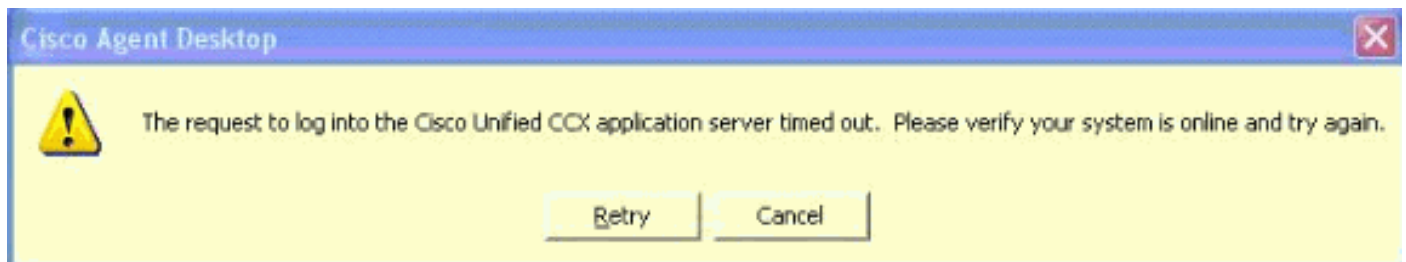 Cisco Agent Desktop
The request to log into the Cisco Unified CCX application server timed out. Please verify your system is online and try again.
Retry
Cancel